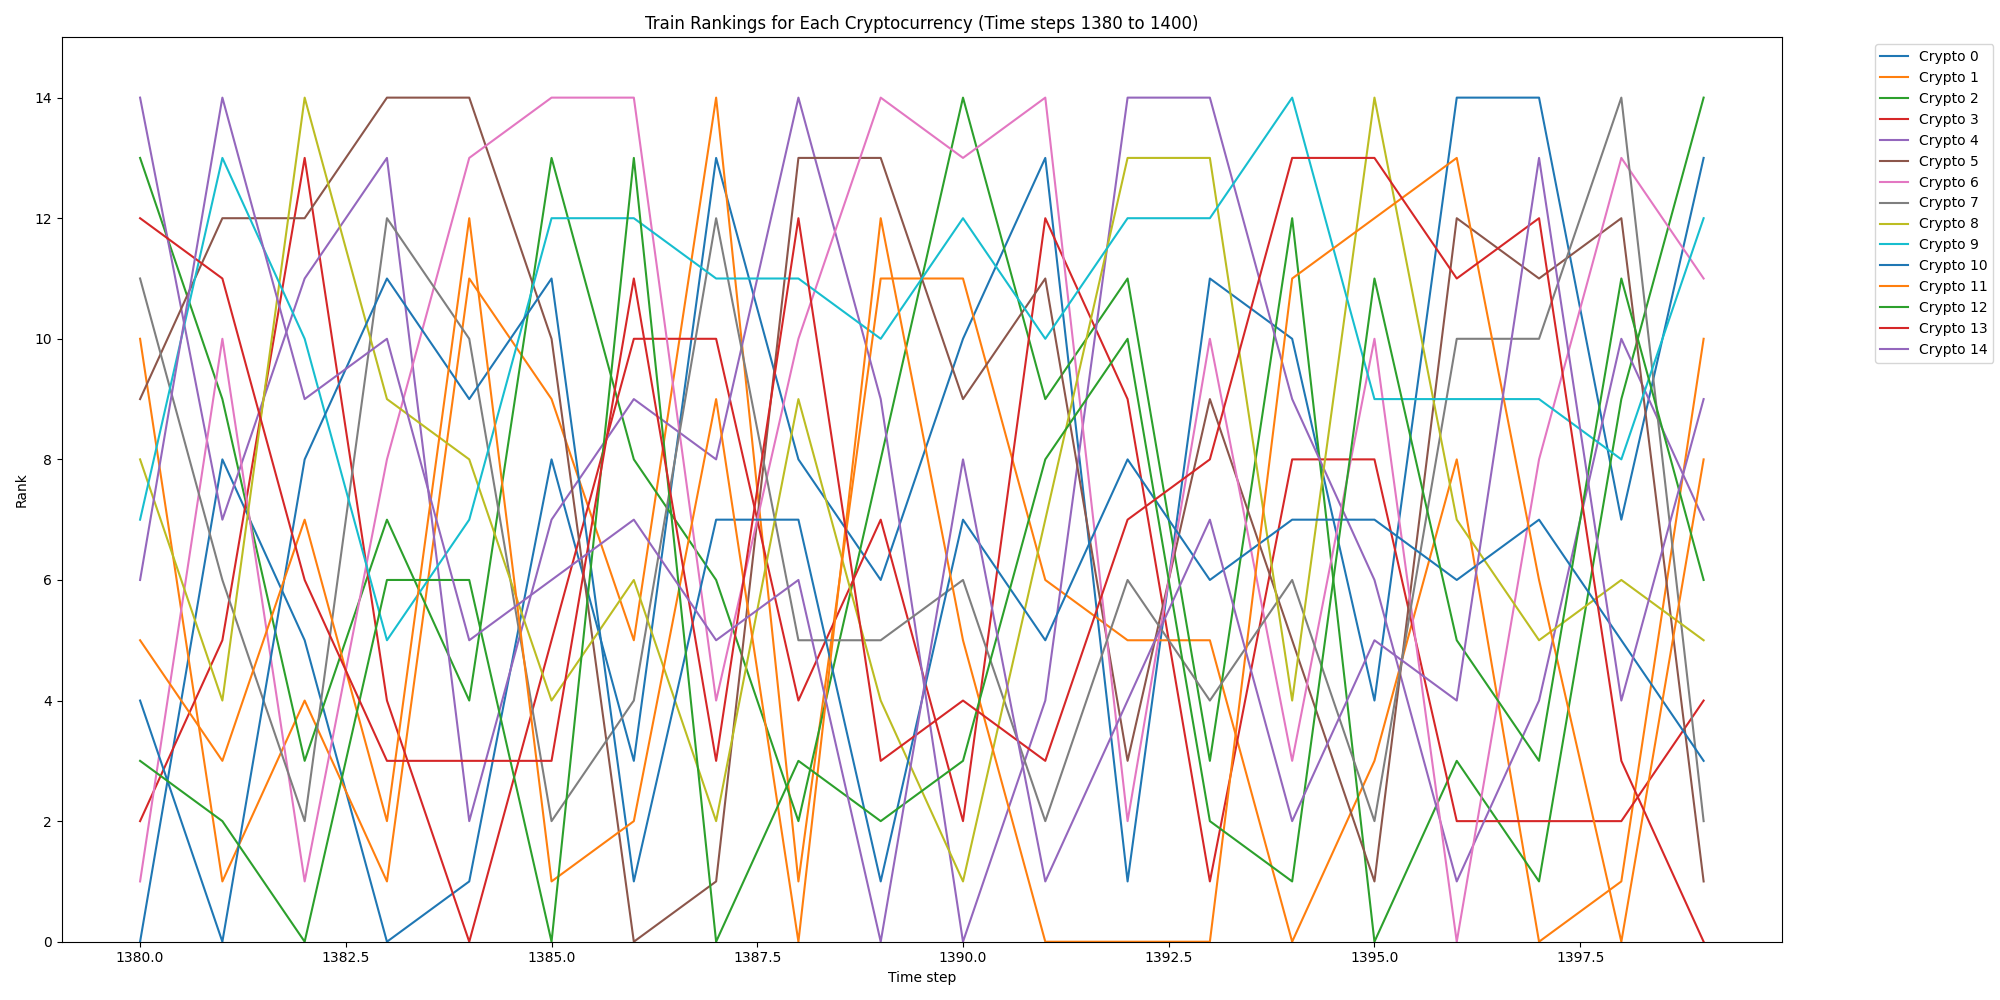 Train Rankings for Each Cryptocurrency (Time steps 1380 to 1400)
Rank
14
12
10
8
6
4
2
0
1380.0
1382.5
1385.0
1387.5
1390.0
1392.5
1395.0
1397.5
Time step
Crypto 0
Crypto 1
Crypto 2
Crypto 3
Crypto 4
Crypto 5
Crypto 6
Crypto 7
Crypto 8
Crypto 9
Crypto 10
Crypto 11
Crypto 12
Crypto 13
Crypto 14